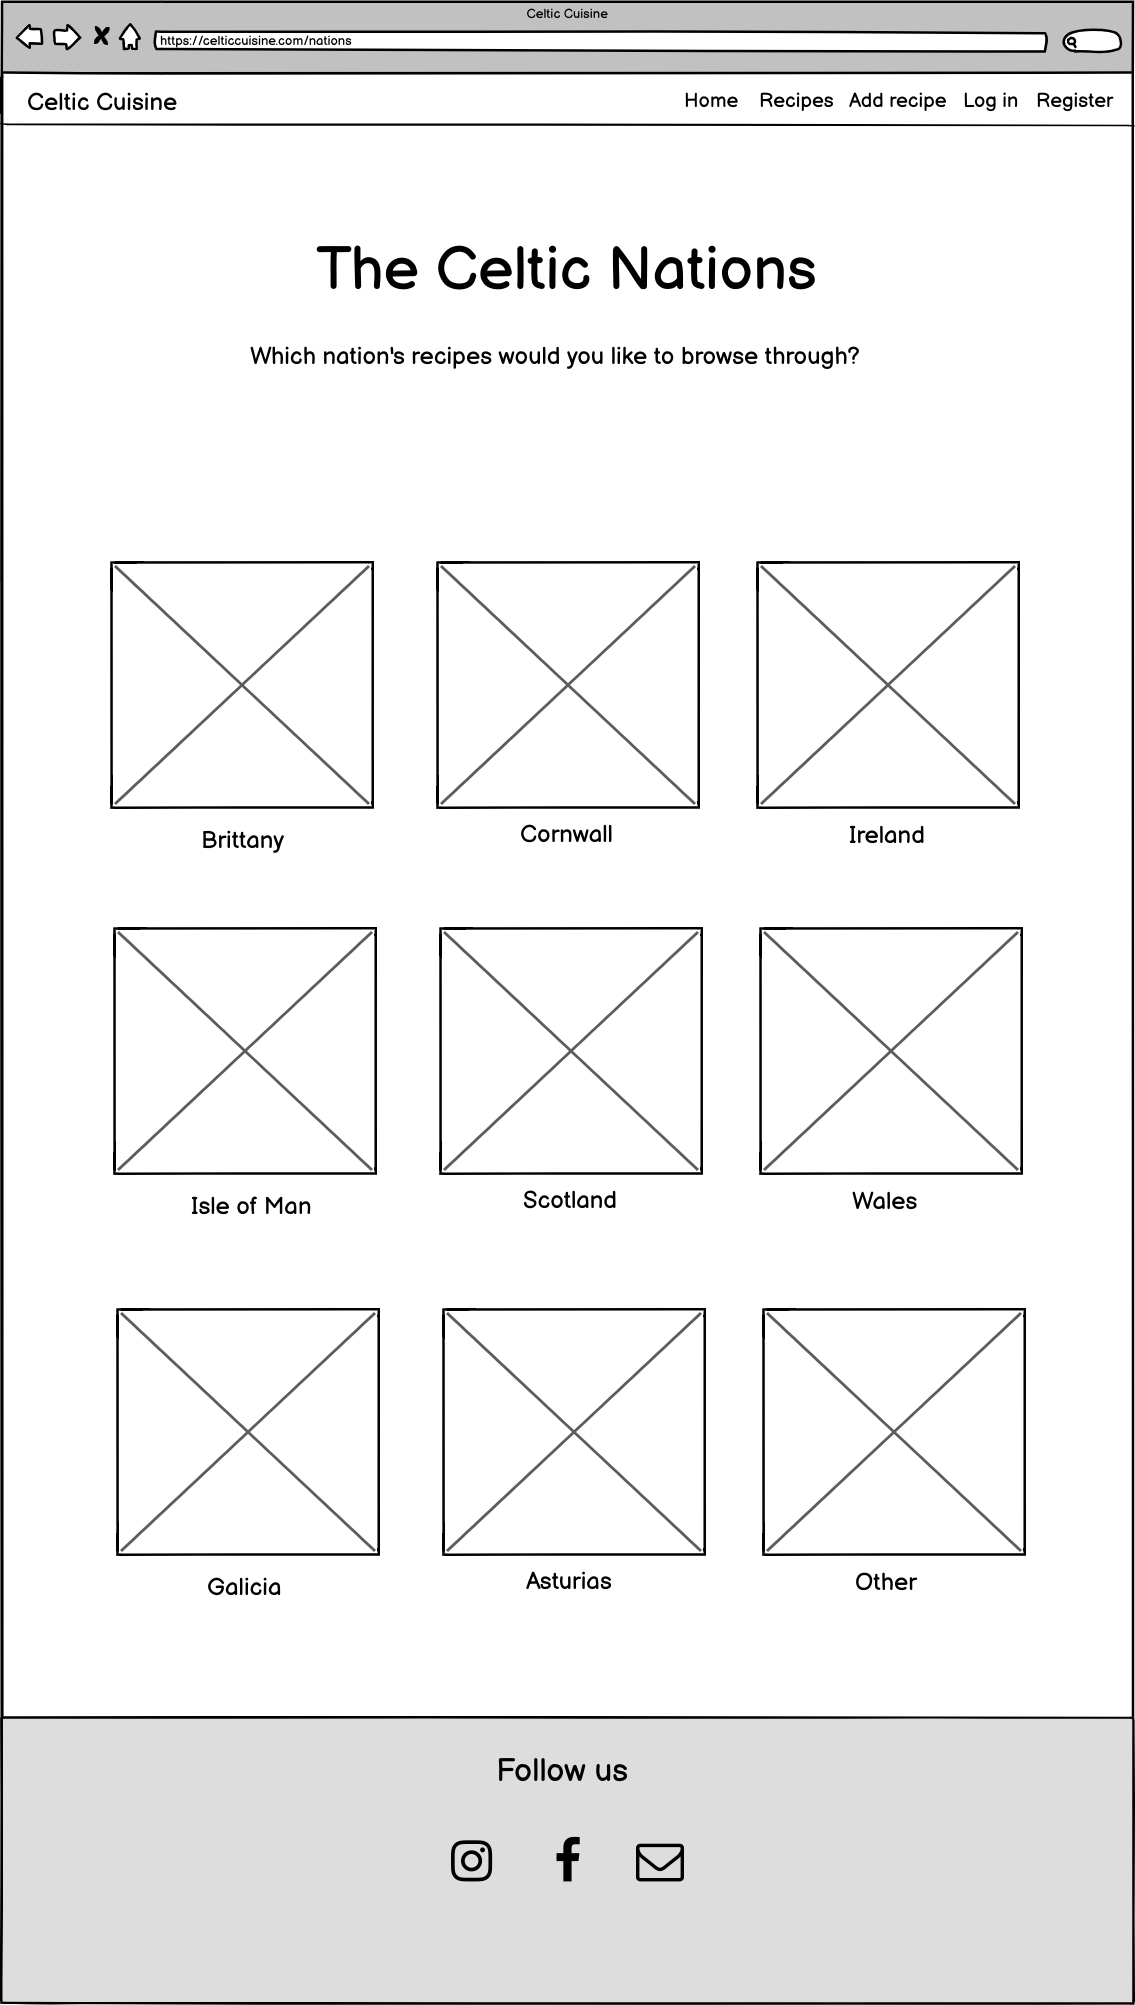 Celtic Cuisine
https://celticcuisine.com/nations
Celtic Cuisine
Home Recipes Add recipe Log in Register
The Celtic Nations
Which nation's recipes would you like to browse through?
Brittany Cornwall Ireland
Isle of Man Scotland Wales
Galicia Asturias Other
Follow us